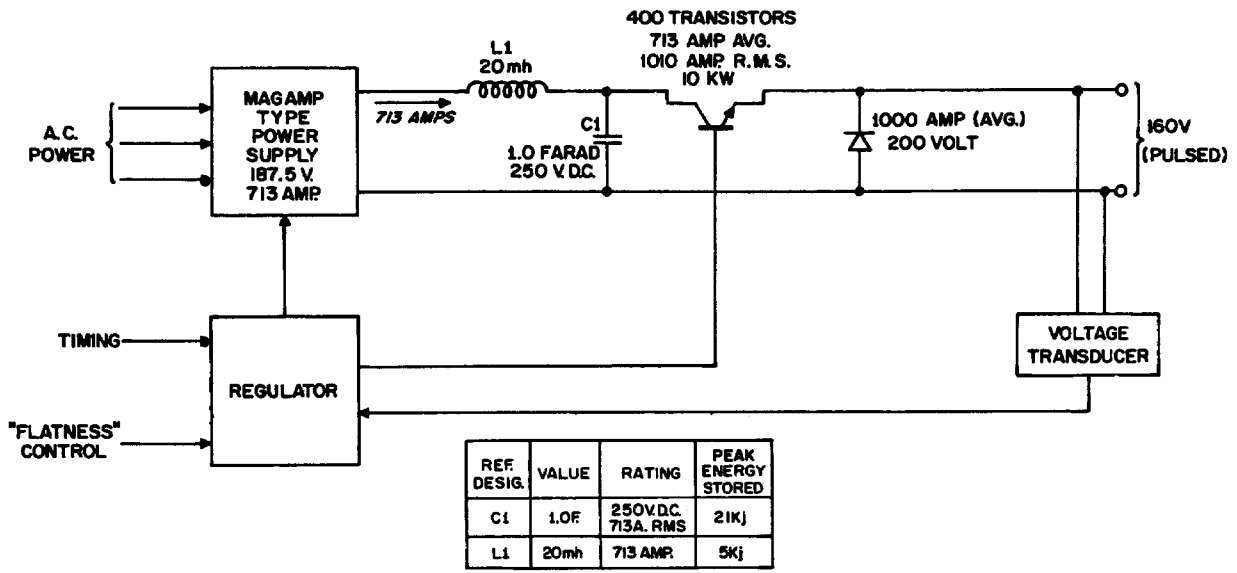 400 TRANSISTORS
713 AMP AVG.
1010 AMP R.M.S.
10 KW
L1
20mh
MAGAMP
TYPE
POWER
SUPPLY
187.5 V.
713 AMP.
A.C.
POWER
713 AMPS
C1
1.0 FARAD
250 V. D.C.
1000 AMP (AVG.)
200 VOLT
160V
(PULSED)
TIMING
REGULATOR
"FLATNESS"
CONTROL
VOLTAGE
TRANSDUCER
REF. DESIG. VALUE RATING PEAK ENERGY STORED
C1 1.0F. 250V.D.C. 713A. RMS 21Kj
L1 20mh 713 AMP. 5Kj